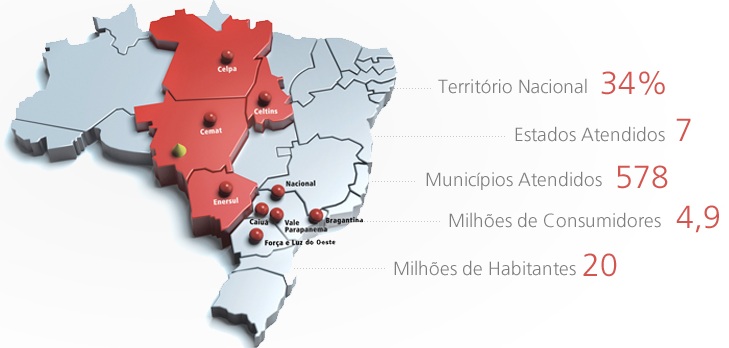 Celpa
Celtins
Cemat
Enersul
Nacional
Caiuá
Vale
Parapanema
Bragantina
Força e Luz do Oeste
Território Nacional 34%
Estados Atendidos 7
Municípios Atendidos 578
Milhões de Consumidores 4,9
Milhões de Habitantes 20